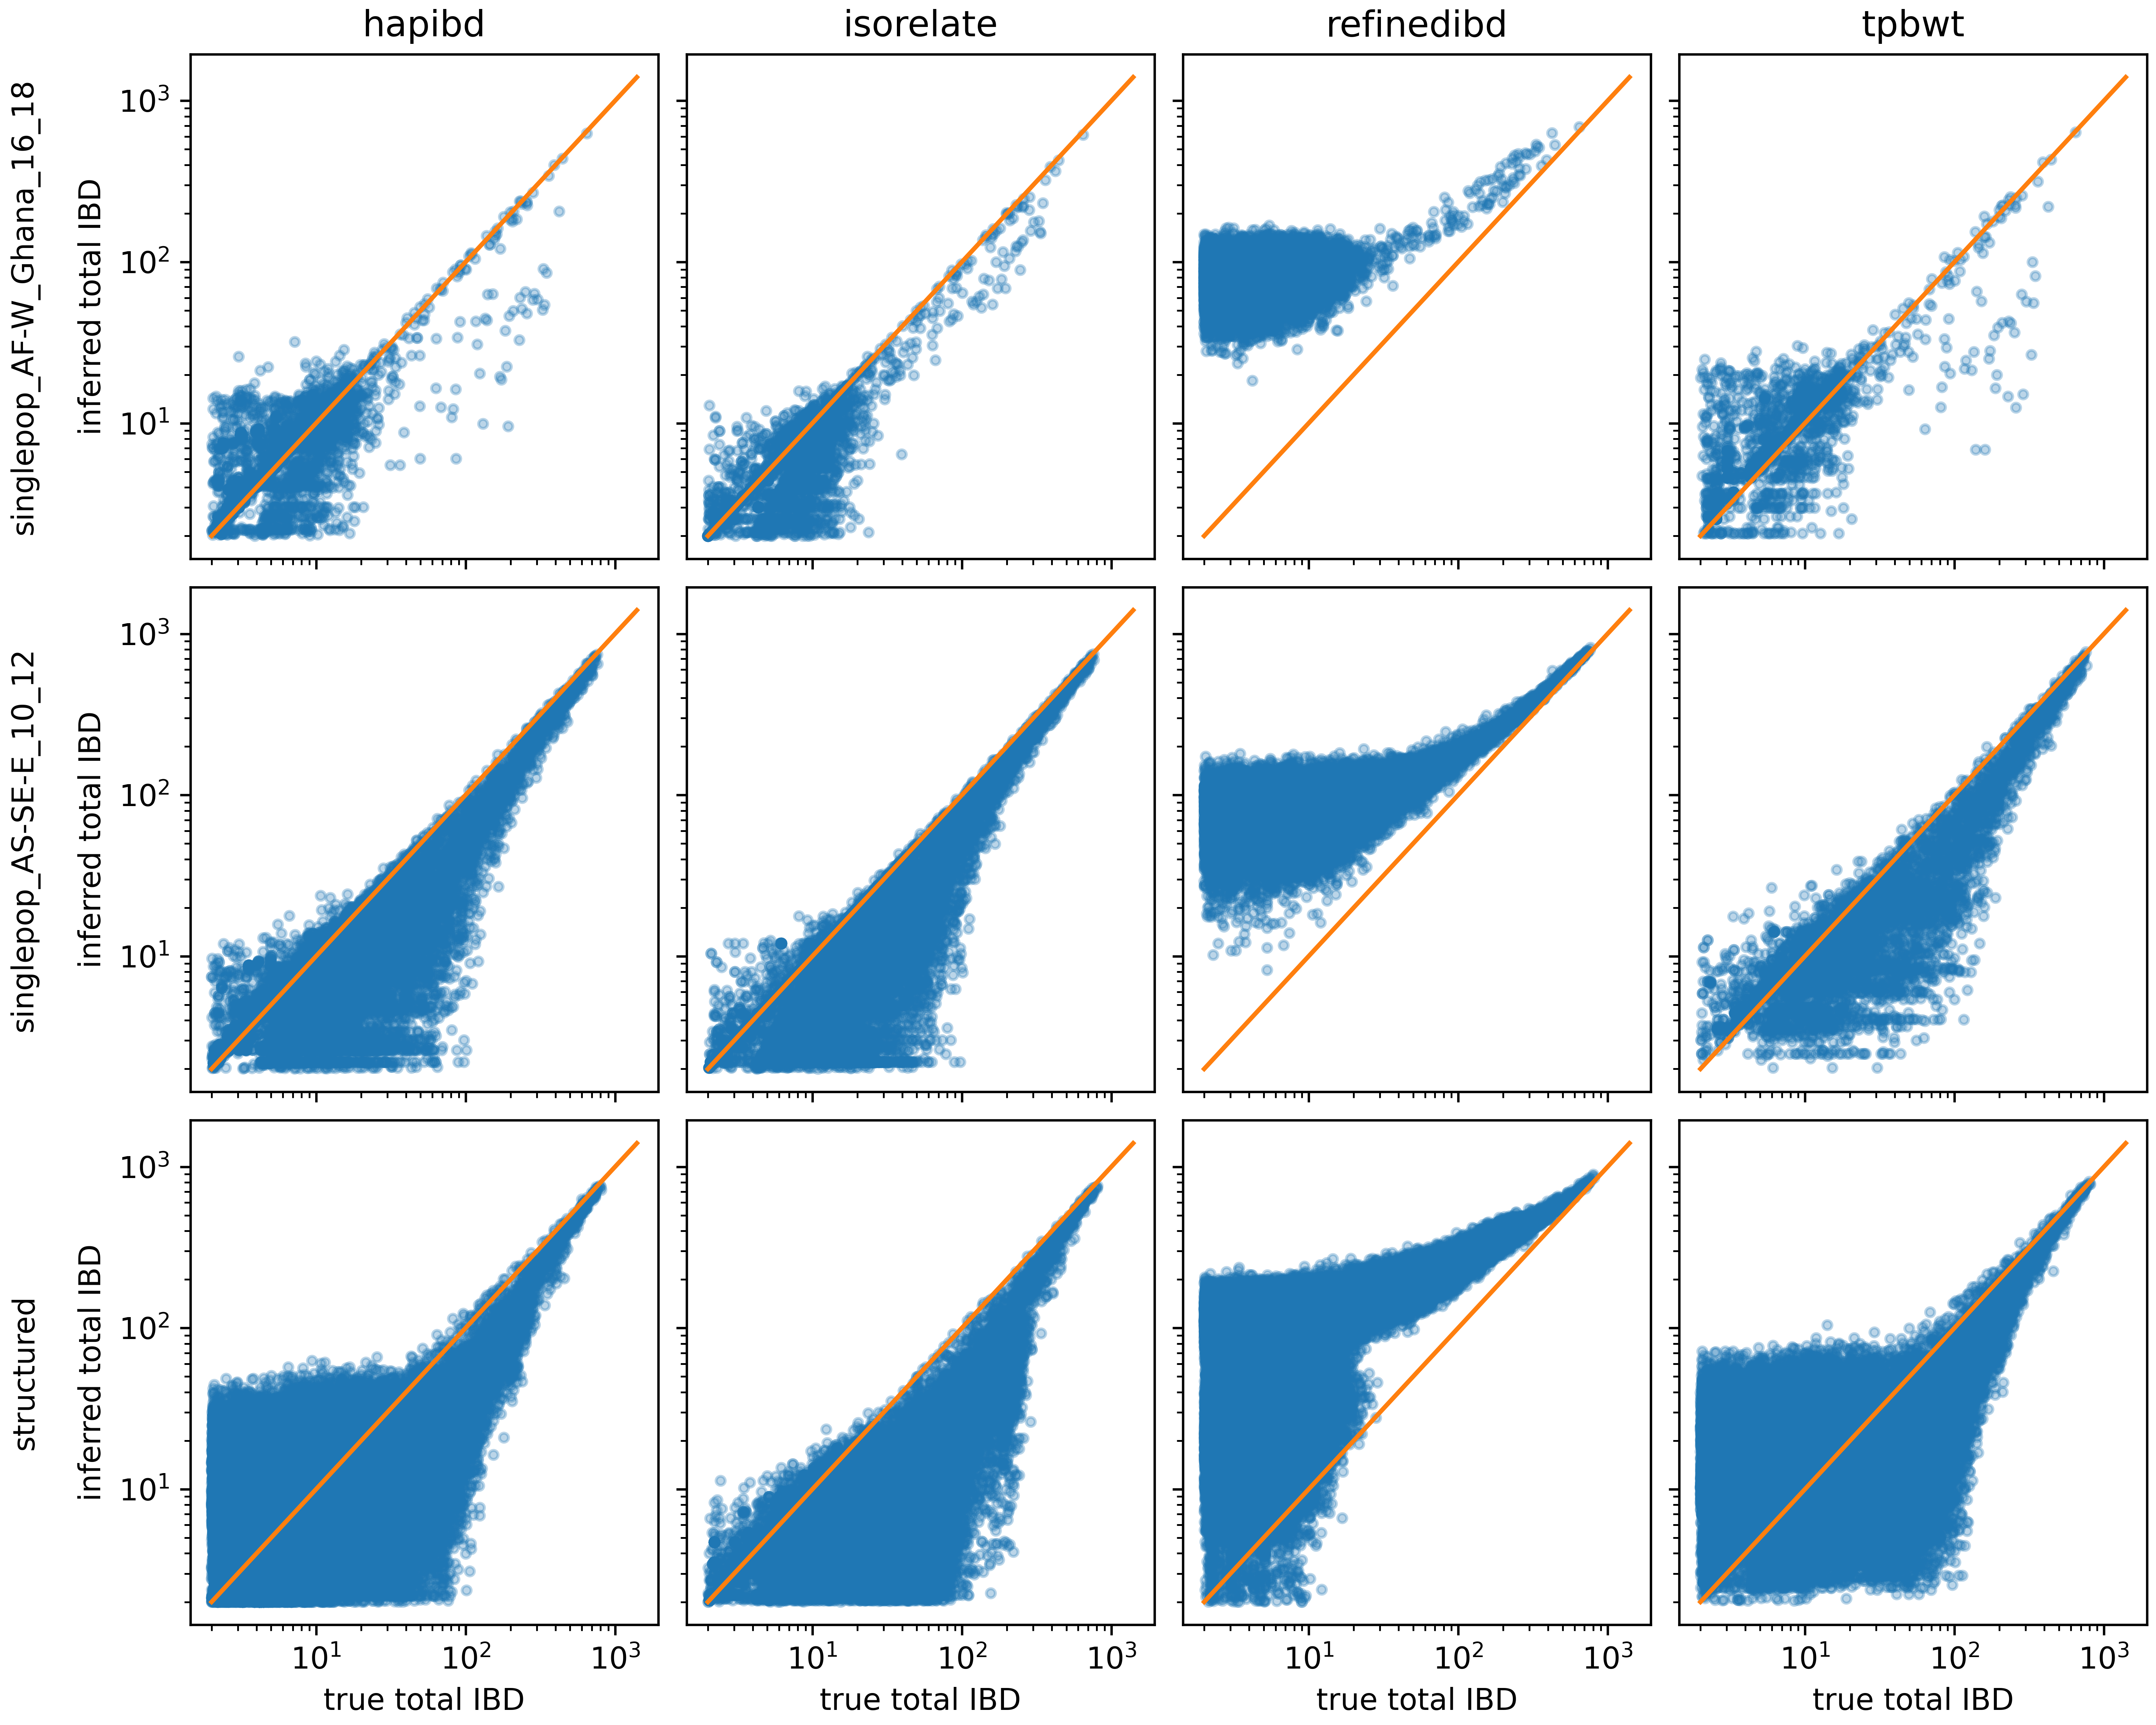 hapibd isorelate refinedibd tpbwt
singlepop_AF-W_Ghana_16_18
inferred total IBD
10³
10²
10¹
singlepop_AS-SE-E_10_12
inferred total IBD
10³
10²
10¹
structured
inferred total IBD
10³
10²
10¹
10¹ 10² 10³ 10¹ 10² 10³ 10¹ 10² 10³ 10¹ 10² 10³
true total IBD true total IBD true total IBD true total IBD